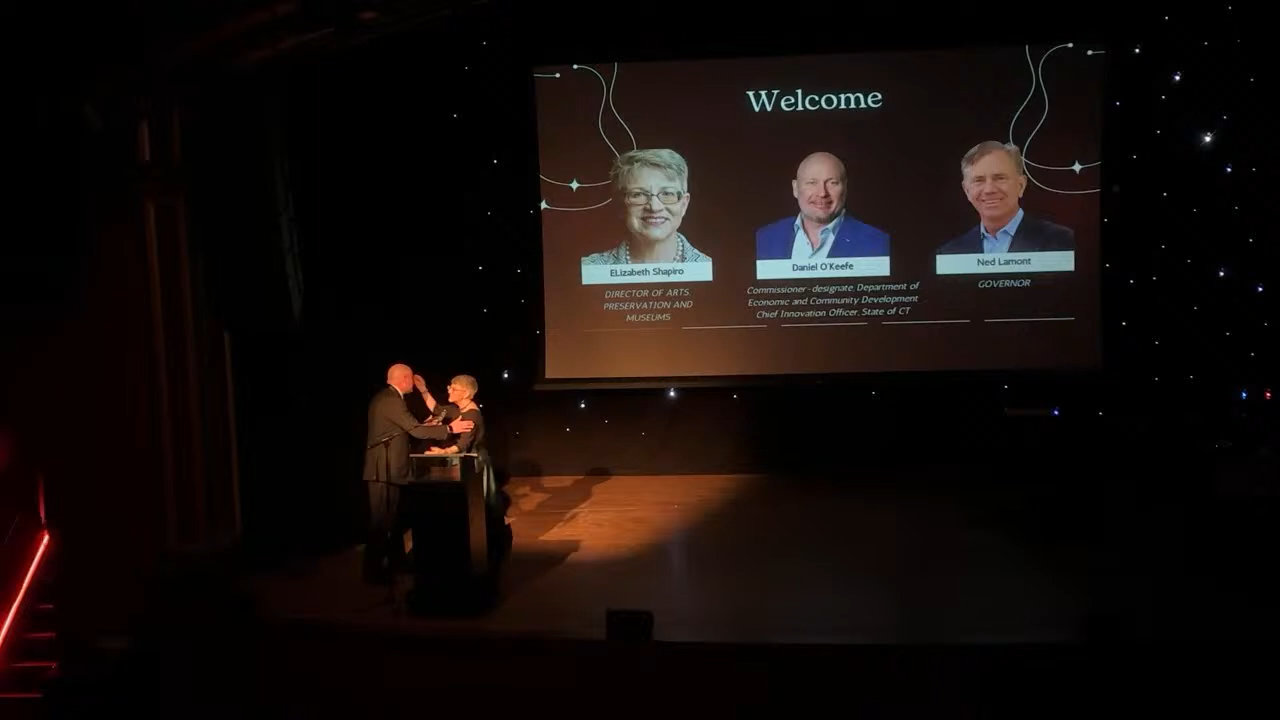 Welcome
ELizabeth Shapiro
DIRECTOR OF ARTS,
PRESERVATION AND
MUSEUMS
Daniel O'Keefe
Commissioner-designate, Department of
Economic and Community Development
Chief Innovation Officer, State of CT
Ned Lamont
GOVERNOR